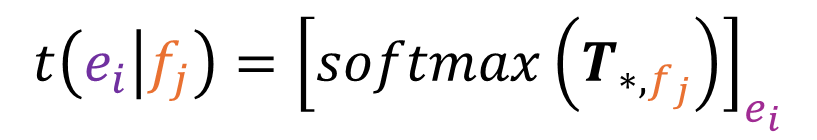 t(e_i|f_j) = [softmax(T_{*,f_j})]_{e_i}